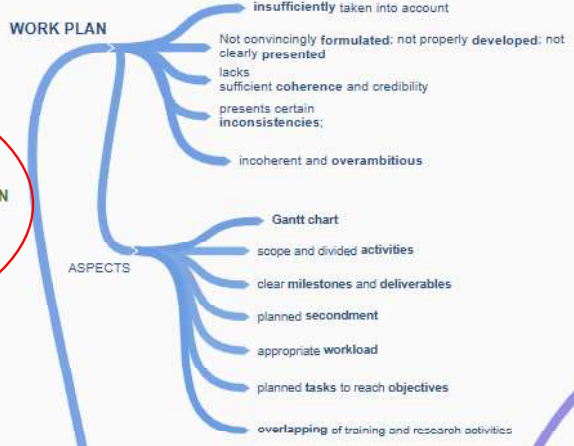 insufficiently taken into account
WORK PLAN
Not convincingly formulated; not properly developed; not
clearly presented
lacks
sufficient coherence and credibility
presents certain
inconsistencies;
incoherent and overambitious
N
Gantt chart
scope and divided activities
ASPECTS
clear milestones and deliverables
planned secondment
appropriate workload
planned tasks to reach objectives
overlapping of training and research activities